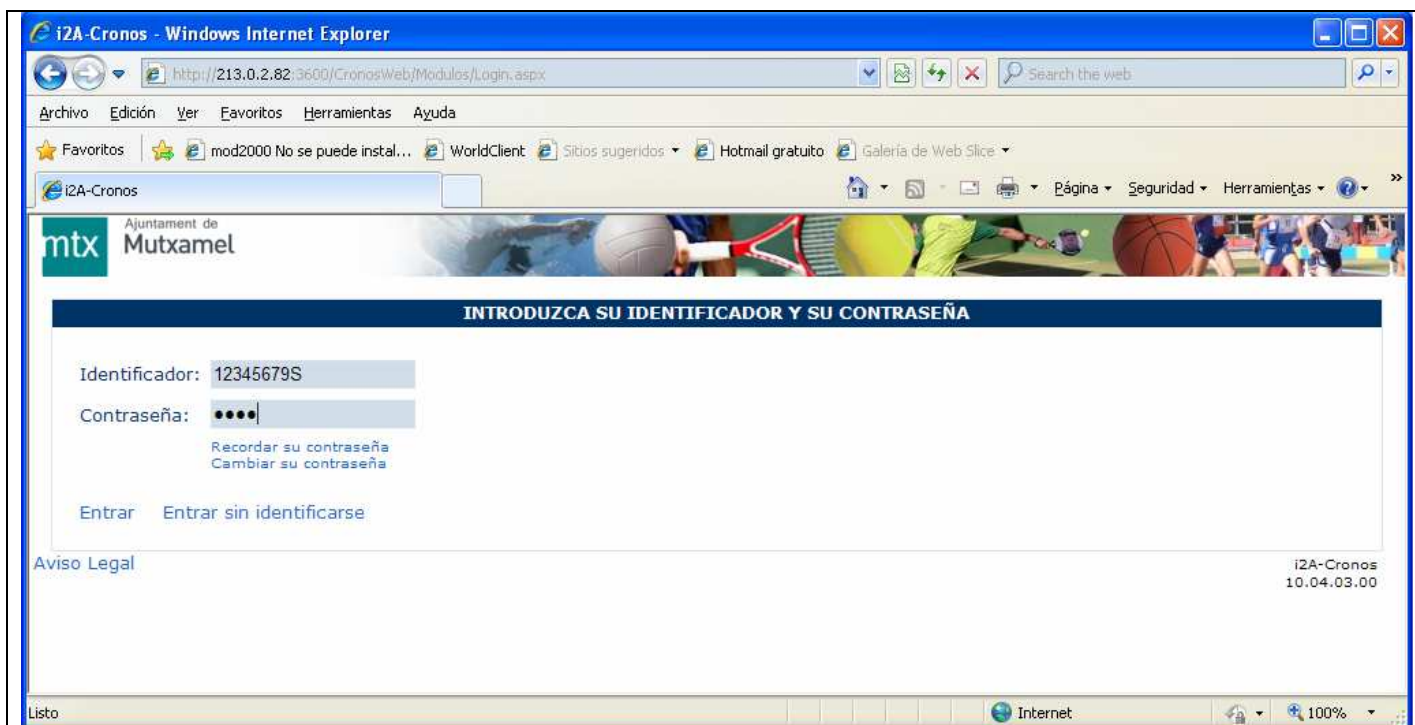 i2A-Cronos - Windows Internet Explorer
http://213.0.2.82:3600/CronosWeb/Modulos/Login.aspx
Search the web
Archivo Edición Ver Favoritos Herramientas Ayuda
Favoritos mod2000 No se puede instal... WorldClient Sitios sugeridos Hotmail gratuito Galería de Web Slice
i2A-Cronos Página Seguridad Herramientas »
mtx Ajuntament de
Mutxamel
INTRODUZCA SU IDENTIFICADOR Y SU CONTRASEÑA
Identificador: 12345679S
Contraseña: ••••
Recordar su contraseña
Cambiar su contraseña
Entrar Entrar sin identificarse
Aviso Legal
i2A-Cronos
10.04.03.00
Listo Internet 100%